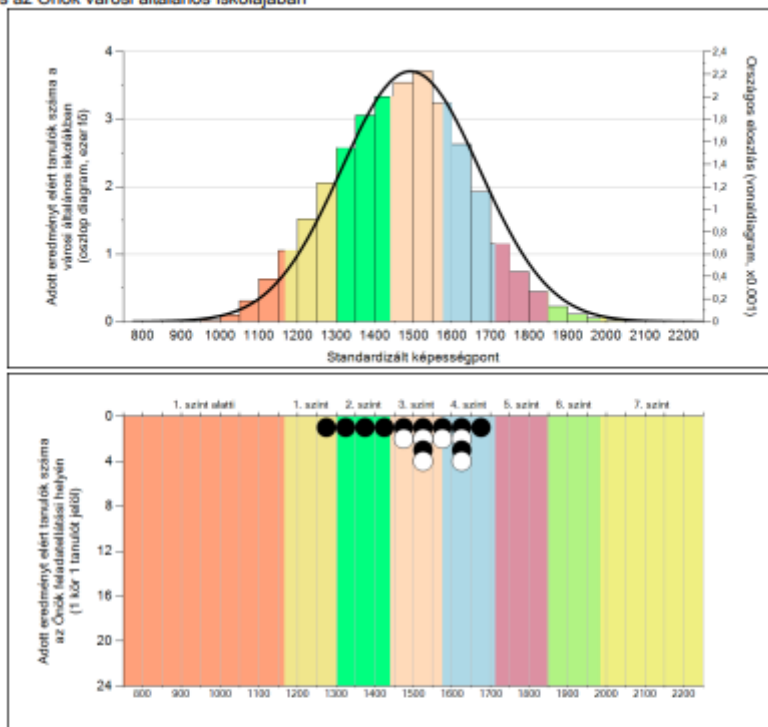 s az Önök városi általános iskolájában
Adott eredményt elért tanulók száma a
városi általános iskolákban
(oszlop diagram, ezer fő)
4
3
2
1
0
2,4
2,2
2
1,8
1,6
1,4
1,2
1
0,8
0,6
0,4
0,2
0
Országos eloszlás (vonaldiagram, x0.001)
800 900 1000 1100 1200 1300 1400 1500 1600 1700 1800 1900 2000 2100 2200
Standardizált képességpont
Adott eredményt elért tanulók száma
az Önök feladatellátási helyén
(1 kör 1 tanulót jelöl)
1. szint alatti 1. szint 2. szint 3. szint 4. szint 5. szint 6. szint 7. szint
0
4
8
12
16
20
24
800 900 1000 1100 1200 1300 1400 1500 1600 1700 1800 1900 2000 2100 2200